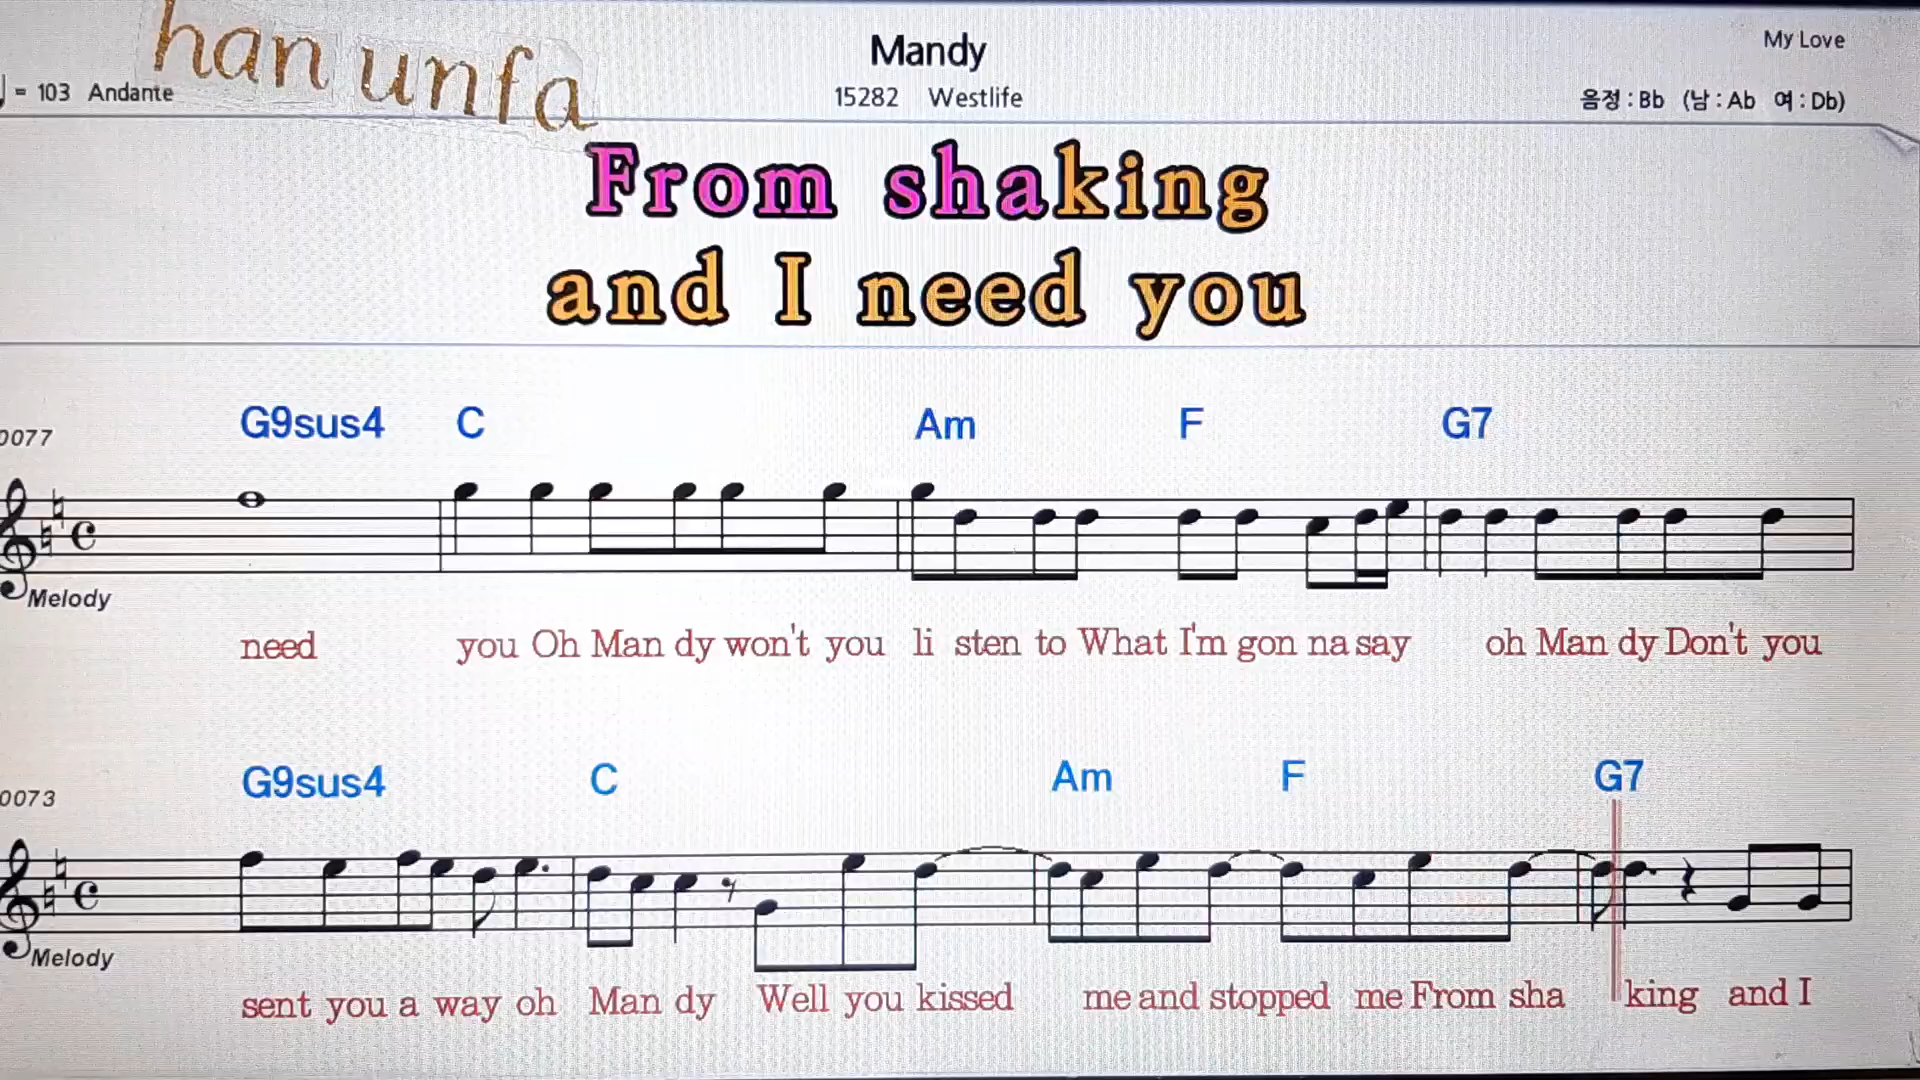 han unfa
Mandy
My Love
= 103 Andante
15282 Westlife
음정 : Bb (남 : Ab 여 : Db)
From shaking
and I need you
G9sus4 C Am F G7
0077
Melody
need you Oh Man dy won't you li sten to What I'm gon na say oh Man dy Don't you
G9sus4 C Am F G7
0073
Melody
sent you a way oh Man dy Well you kissed me and stopped me From sha king and I